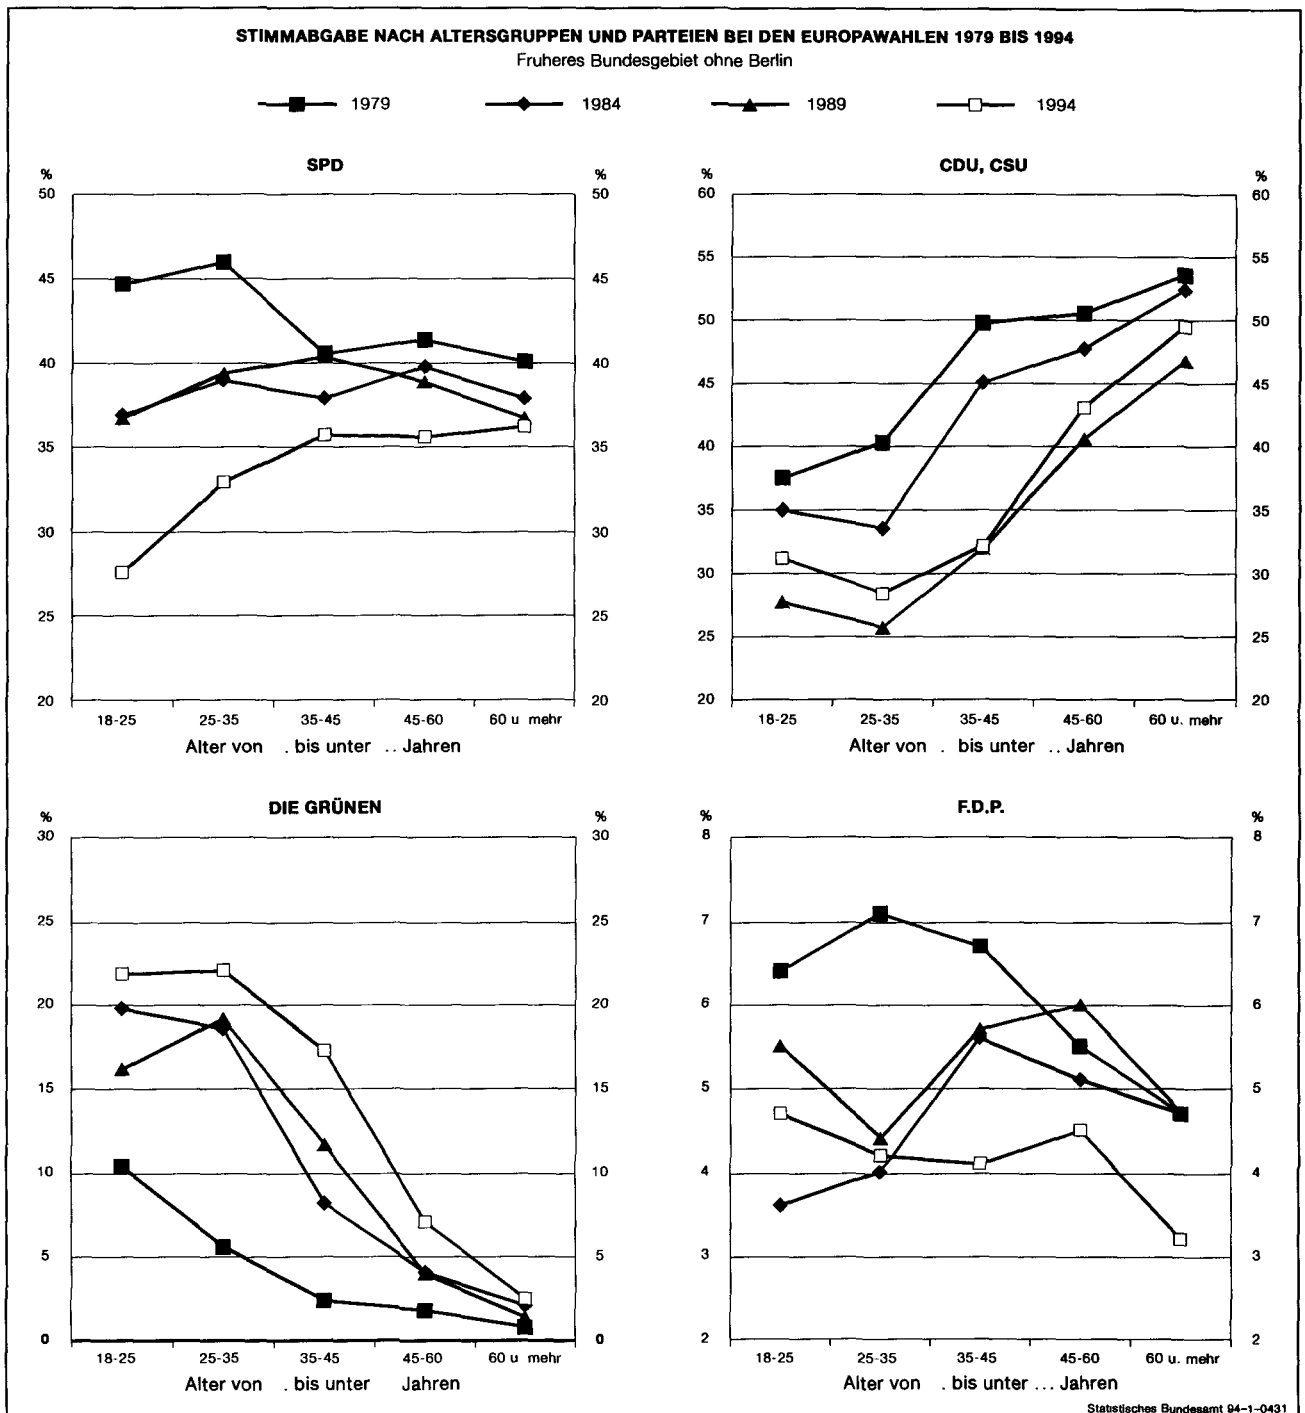 STIMMABGABE NACH ALTERSGRUPPEN UND PARTEIEN BEI DEN EUROPAWAHLEN 1979 BIS 1994
Fruheres Bundesgebiet ohne Berlin
1979 1984 1989 1994
SPD
% %
50 50
45 45
40 40
35 35
30 30
25 25
20 20
18-25 25-35 35-45 45-60 60 u mehr
Alter von . bis unter .. Jahren
CDU, CSU
% %
60 60
55 55
50 50
45 45
40 40
35 35
30 30
25 25
20 20
18-25 25-35 35-45 45-60 60 u. mehr
Alter von . bis unter .. Jahren
DIE GRÜNEN
% %
30 30
25 25
20 20
15 15
10 10
5 5
0 0
18-25 25-35 35-45 45-60 60 u mehr
Alter von . bis unter Jahren
F.D.P.
% %
8 8
7 7
6 6
5 5
4 4
3 3
2 2
18-25 25-35 35-45 45-60 60 u. mehr
Alter von . bis unter ... Jahren
Statistisches Bundesamt 94-1-0431